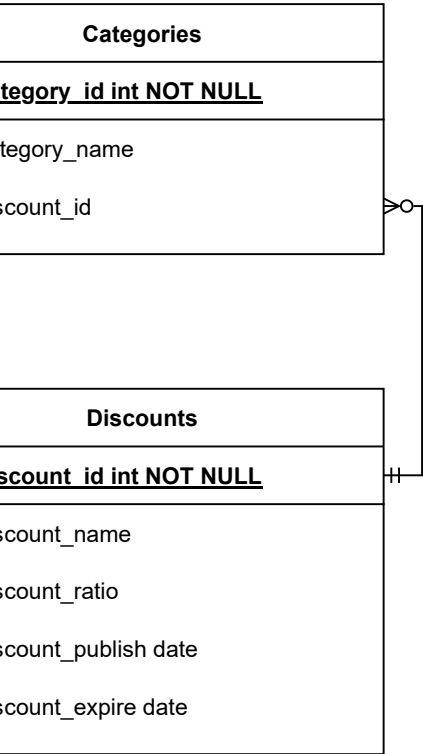 Categories
tegory_id int NOT NULL
tegory_name
scount_id
Discounts
scount_id int NOT NULL
scount_name
scount_ratio
scount_publish date
scount_expire date